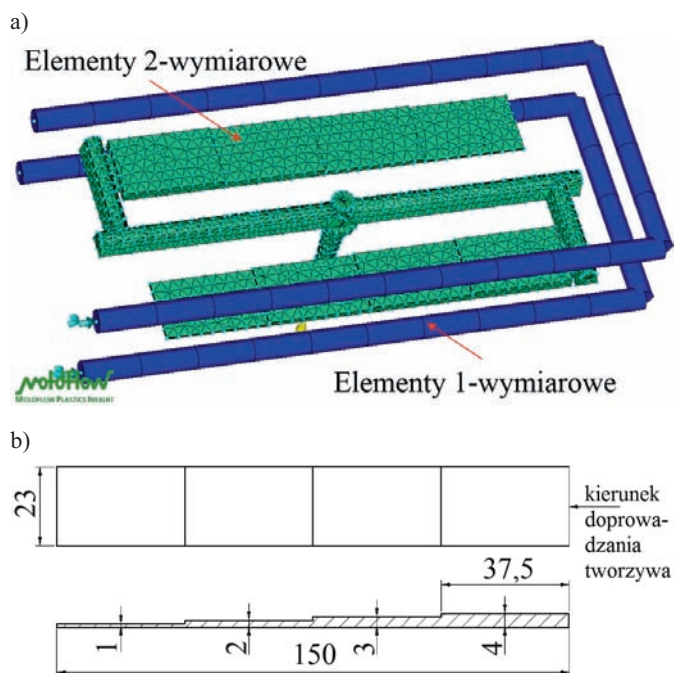 a)
Elementy 2-wymiarowe
Elementy 1-wymiarowe
moldflow
MOLDFLOW PLASTICS INSIGHT
b)
23
kierunek
doprowa-
dzania
tworzywa
37,5
1
2
3
4
150